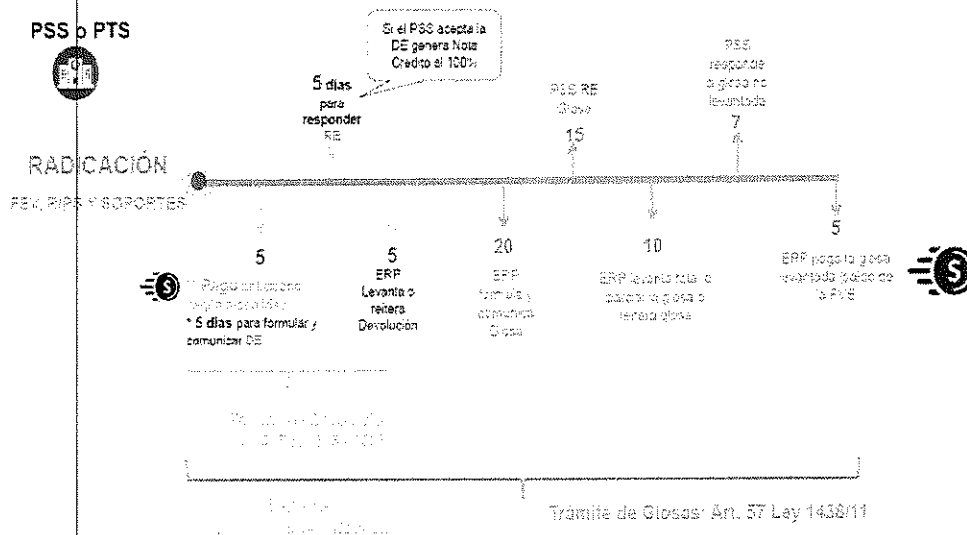 PSS o PTS
Si el PSS acepta la
DE genera Nota
Credito al 100%
5 días
para
responder
RE
PSS RE
Glosa
15
PSS
responde
a glosa no
levantada
7
RADICACIÓN
FEV, RIPS Y SOPORTES
5
* 5 días para formular y
comunicar DE
5
ERP
Levanta o
reitera
Devolución
20
ERP
formula y
comunica
Glosa
10
ERP levanta total o
parcial la glosa o
reitera glosa
5
ERP paga la glosa
levantada
Trámite de Glosas: Art. 57 Ley 1438/11